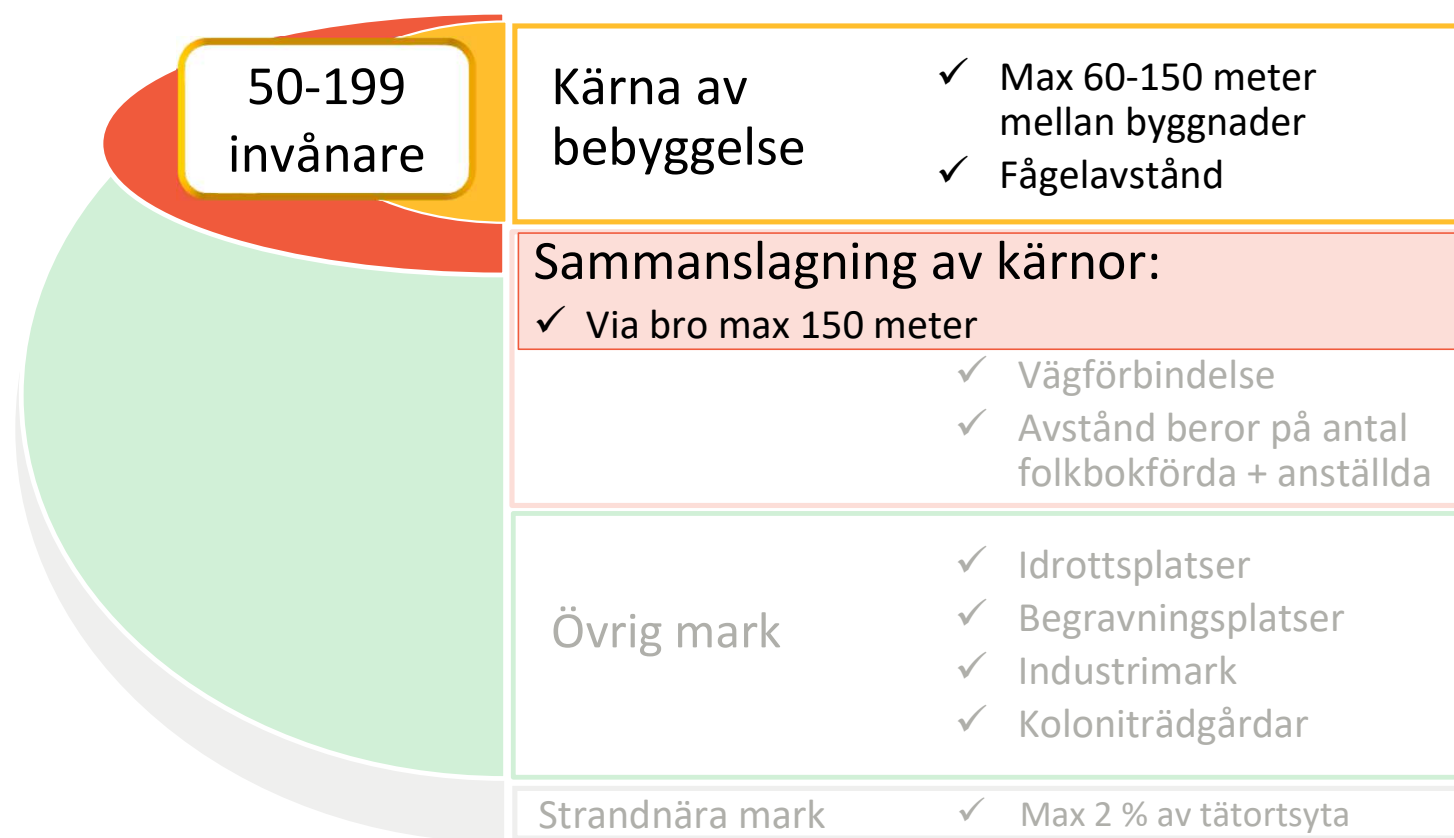 50-199
invånare
Kärna av
bebyggelse
✓ Max 60-150 meter
mellan byggnader
✓ Fågelavstånd
Sammanslagning av kärnor:
✓ Via bro max 150 meter
✓ Vägförbindelse
✓ Avstånd beror på antal
folkbokförda + anställda
Övrig mark
✓ Idrottsplatser
✓ Begravningsplatser
✓ Industrimark
✓ Koloniträdgårdar
Strandnära mark
✓ Max 2 % av tätortsyta